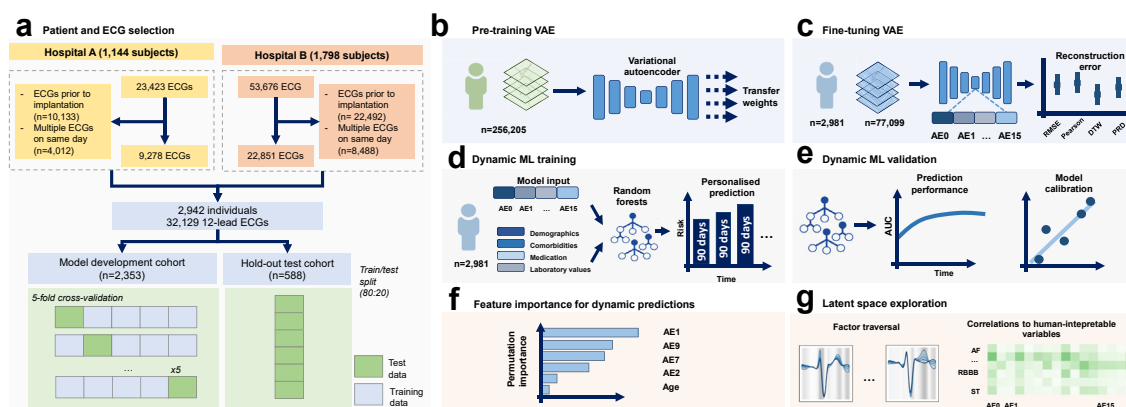 a Patient and ECG selection
Hospital A (1,144 subjects)
Hospital B (1,798 subjects)
- ECGs prior to
implantation
(n=10,133)
- Multiple ECGs
on same day
(n=4,012)
23,423 ECGs
9,278 ECGs
53,676 ECG
22,851 ECGs
- ECGs prior to
implantation
(n= 22,492)
- Multiple ECGs
on same day
(n=8,488)
2,942 individuals
32,129 12-lead ECGs
Model development cohort
(n=2,353)
Hold-out test cohort
(n=588)
Train/test
split
(80:20)
5-fold cross-validation
...
x5
Test
data
Training
data
b Pre-training VAE
Variational
autoencoder
Transfer
weights
n=256,205
c Fine-tuning VAE
Reconstruction
error
AE0 AE1 ... AE15
n=2,981
n=77,099
RMSE
Pearson
DTW
PRD
d Dynamic ML training
Model input
AE0 AE1 ... AE15
Random
forests
Personalised
prediction
Demographics
Comorbidities
Medication
Laboratory values
n=2,981
Risk
90 days
90 days
90 days
...
Time
e Dynamic ML validation
Prediction
performance
AUC
Time
Model
calibration
f Feature importance for dynamic predictions
Permutation
importance
AE1
AE9
AE7
AE2
Age
g Latent space exploration
Factor traversal
...
Correlations to human-intepretable
variables
AF
...
RBBB
ST
AE0 AE1 AE15